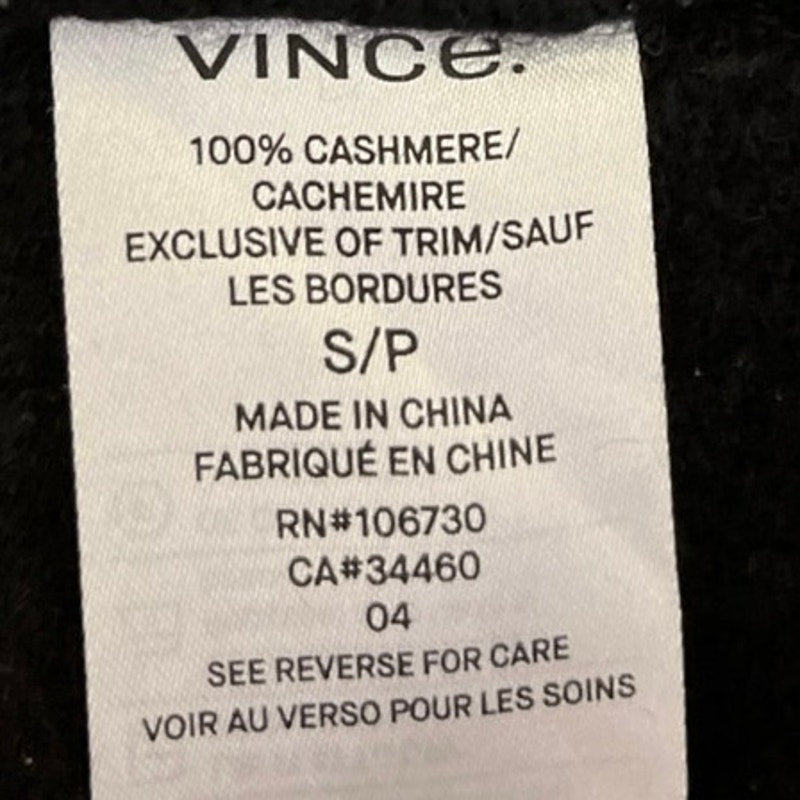 VINCe.
100% CASHMERE/
CACHEMIRE
EXCLUSIVE OF TRIM/SAUF
LES BORDURES
S/P
MADE IN CHINA
FABRIQUÉ EN CHINE
RN#106730
CA#34460
04
SEE REVERSE FOR CARE
VOIR AU VERSO POUR LES SOINS